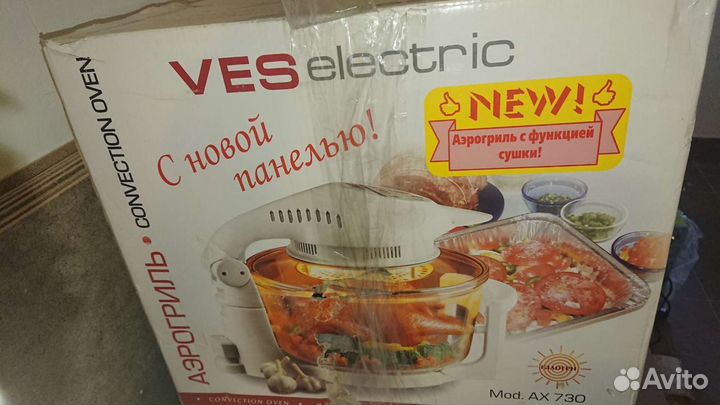 VES electric
NEW!
Аэрогриль с функцией
сушки!
С новой
панелью!
АЭРОГРИЛЬ • CONVECTION OVEN
• CONVECTION OVEN •
Mod. AX 730
Avito